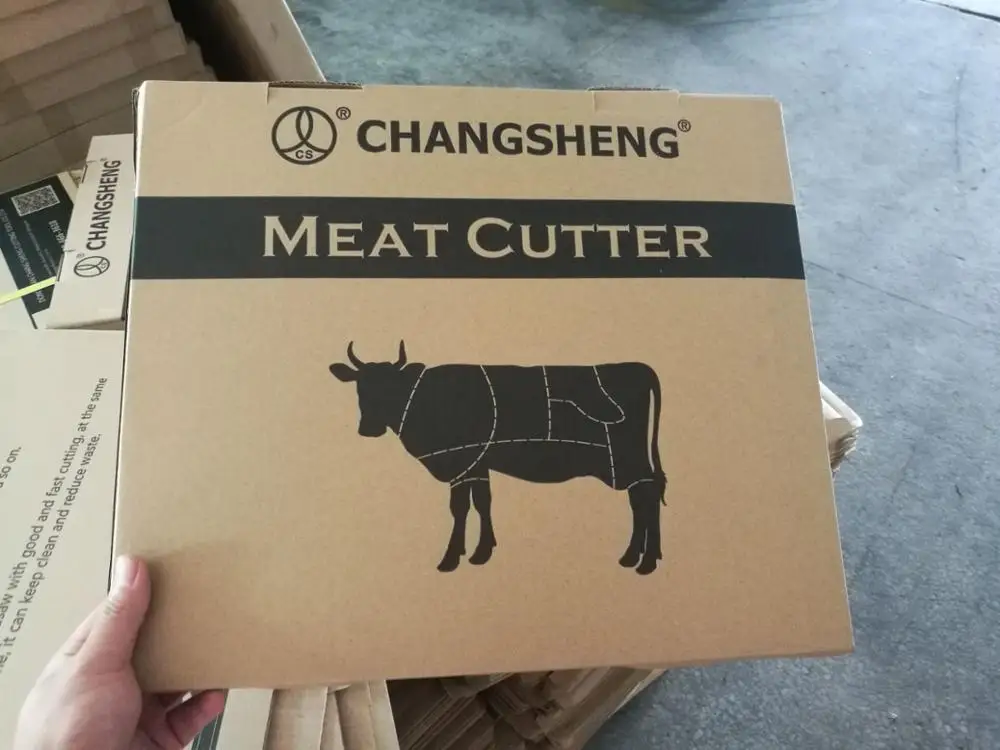 CS
®
CHANGSHENG®
MEAT CUTTER
CHANGSHENG®
CS
so on.
saw with good and fast cutting, at the same
it can keep clean and reduce waste.